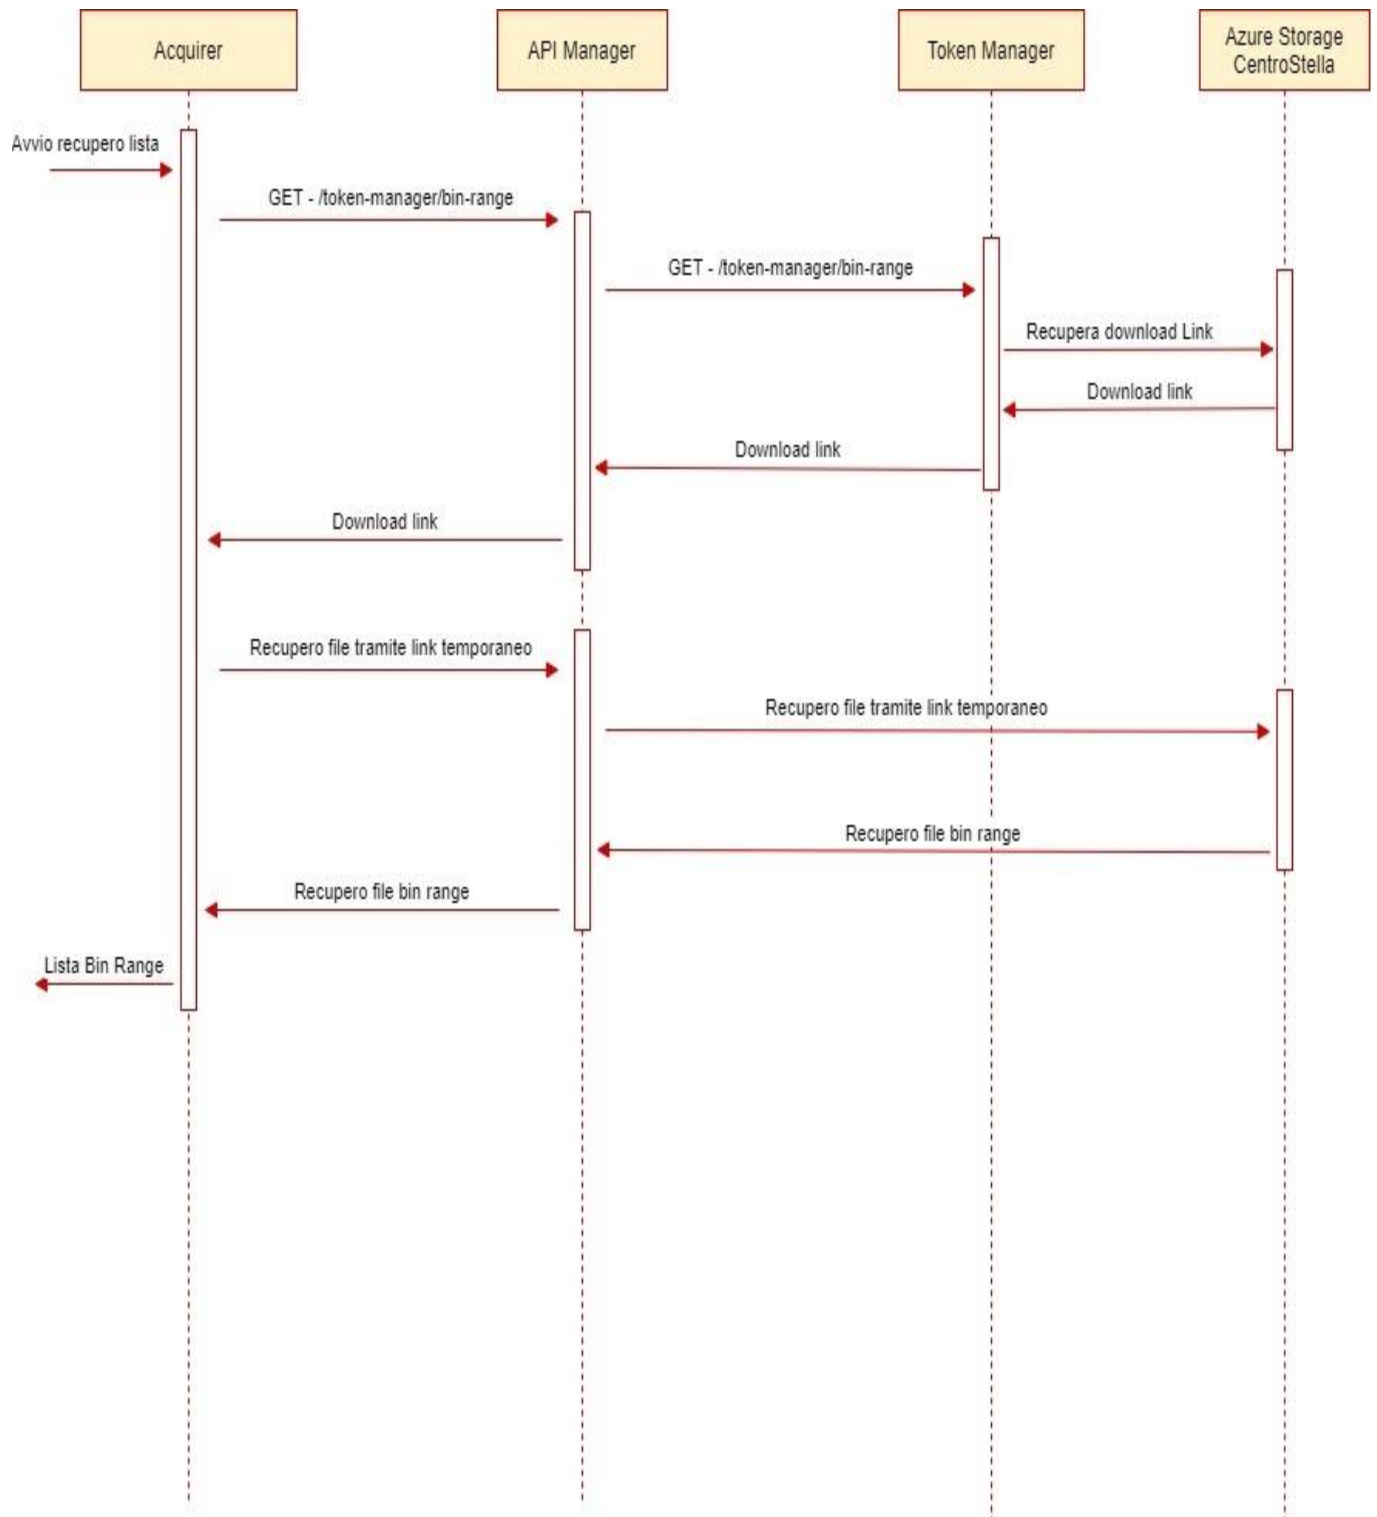 Acquirer
API Manager
Token Manager
Azure Storage
CentroStella
Avvio recupero lista
GET - /token-manager/bin-range
GET - /token-manager/bin-range
Recupera download Link
Download link
Download link
Download link
Recupero file tramite link temporaneo
Recupero file tramite link temporaneo
Recupero file bin range
Recupero file bin range
Lista Bin Range